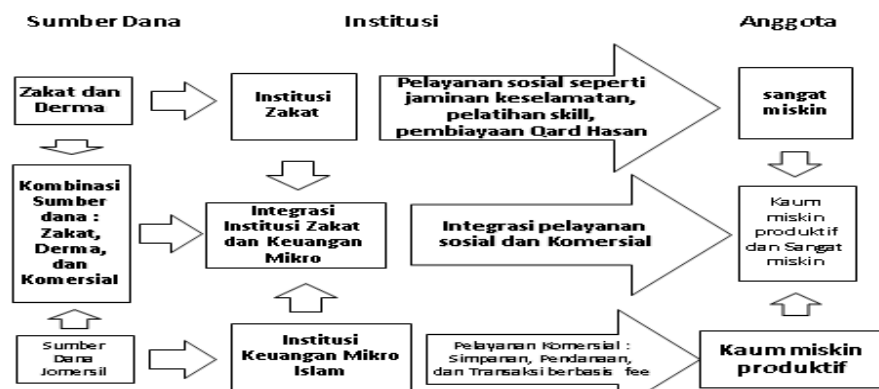 Sumber Dana
Institusi
Anggota
Zakat dan
Derma
Institusi
Zakat
Pelayanan sosial seperti
jaminan keselamatan,
pelatihan skill,
pembiayaan Qard Hasan
sangat
miskin
Kombinasi
Sumber
dana :
Zakat,
Derma,
dan
Komersial
Integrasi
Institusi Zakat
dan Keuangan
Mikro
Integrasi pelayanan
sosial dan Komersial
Kaum
miskin
produktif
dan Sangat
miskin
Sumber
Dana
Jomersil
Institusi
Keuangan Mikro
Islam
Pelayanan Komersial :
Simpanan, Pendanaan,
dan Transaksi berbasis fee
Kaum miskin
produktif